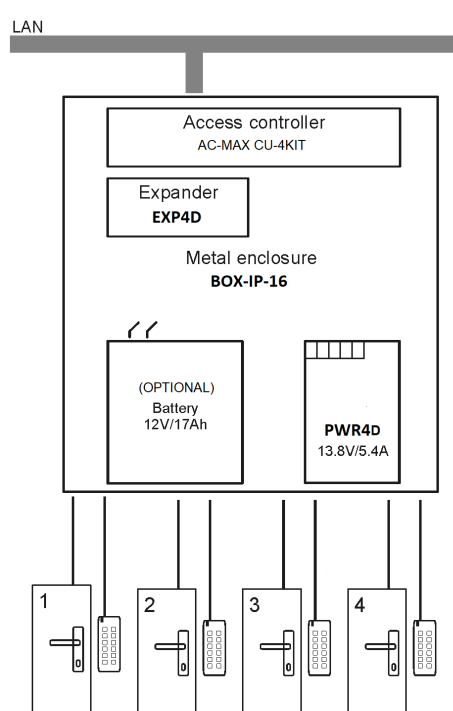 LAN
Access controller
AC-MAX CU-4KIT
Expander
EXP4D
Metal enclosure
BOX-IP-16
(OPTIONAL)
Battery
12V/17Ah
PWR4D
13.8V/5.4A
1
2
3
4